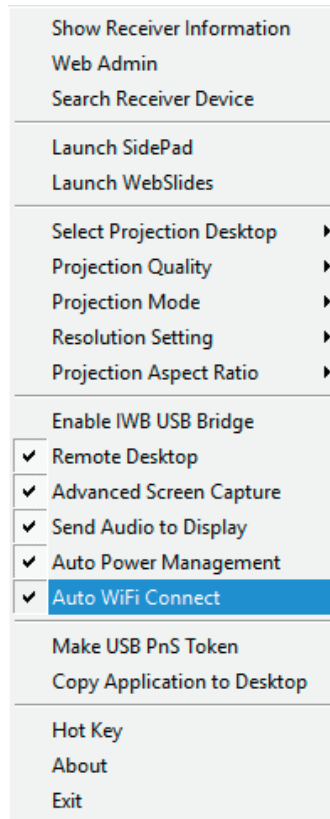 Show Receiver Information
Web Admin
Search Receiver Device
Launch SidePad
Launch WebSlides
Select Projection Desktop
Projection Quality
Projection Mode
Resolution Setting
Projection Aspect Ratio
Enable IWB USB Bridge
Remote Desktop
Advanced Screen Capture
Send Audio to Display
Auto Power Management
Auto WiFi Connect
Make USB PnS Token
Copy Application to Desktop
Hot Key
About
Exit